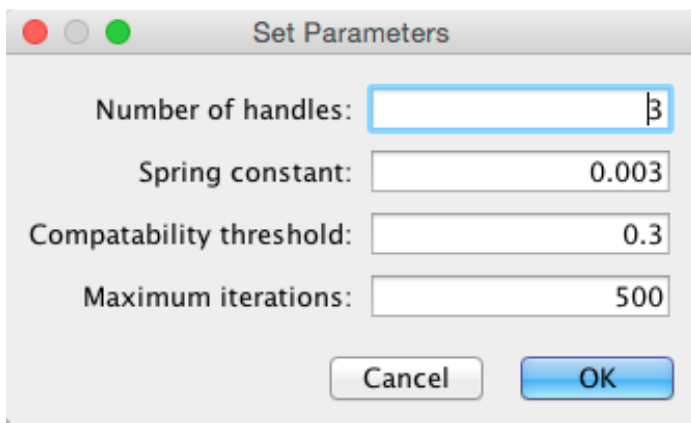 Set Parameters
Number of handles: 3
Spring constant: 0.003
Compatability threshold: 0.3
Maximum iterations: 500
Cancel OK